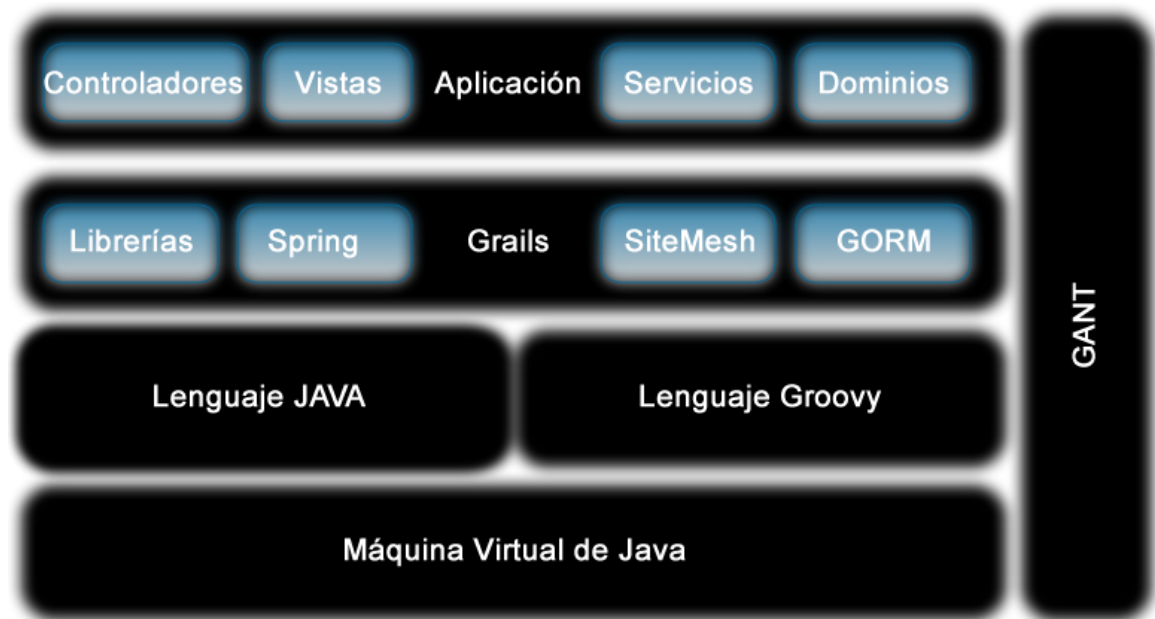 Controladores Vistas Aplicación Servicios Dominios
Librerías Spring Grails SiteMesh GORM
Lenguaje JAVA Lenguaje Groovy
Máquina Virtual de Java
GANT